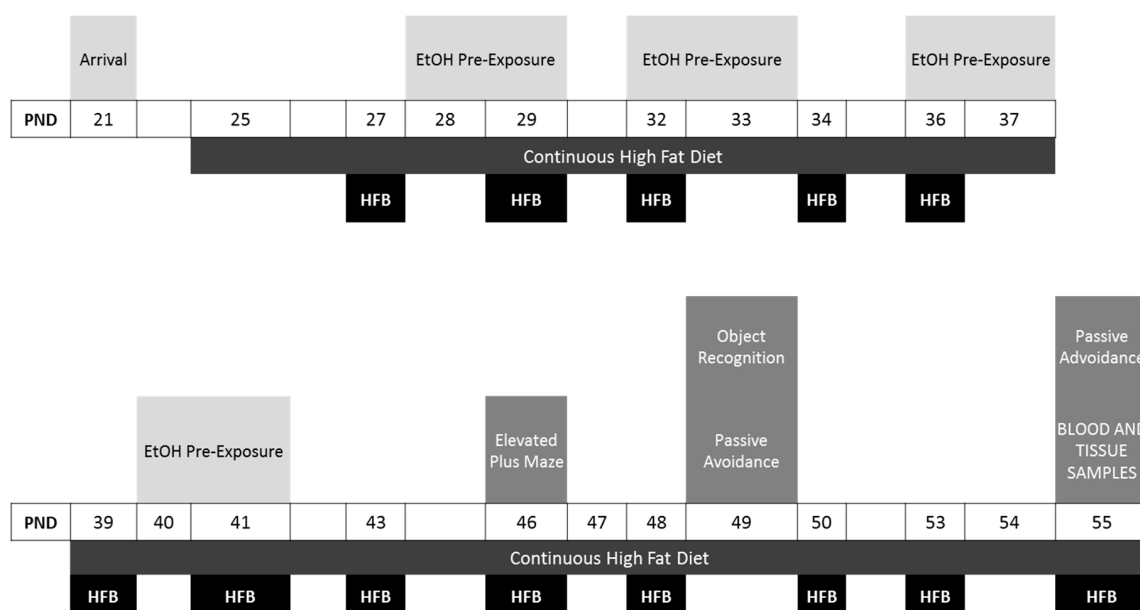 Arrival EtOH Pre-Exposure EtOH Pre-Exposure EtOH Pre-Exposure
PND 21 25 27 28 29 32 33 34 36 37
Continuous High Fat Diet
HFB HFB HFB HFB HFB
Object
Recognition
Passive
Advoidance
EtOH Pre-Exposure
Elevated
Plus Maze
Passive
Avoidance
BLOOD AND
TISSUE
SAMPLES
PND 39 40 41 43 46 47 48 49 50 53 54 55
Continuous High Fat Diet
HFB HFB HFB HFB HFB HFB HFB HFB